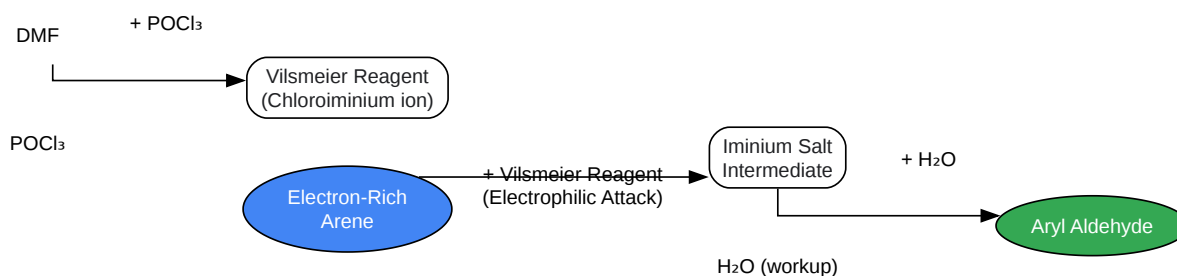 DMF
+ POCl₃
Vilsmeier Reagent
(Chloroiminium ion)
POCl₃
Electron-Rich
Arene
+ Vilsmeier Reagent
(Electrophilic Attack)
Iminium Salt
Intermediate
+ H₂O
Aryl Aldehyde
H₂O (workup)